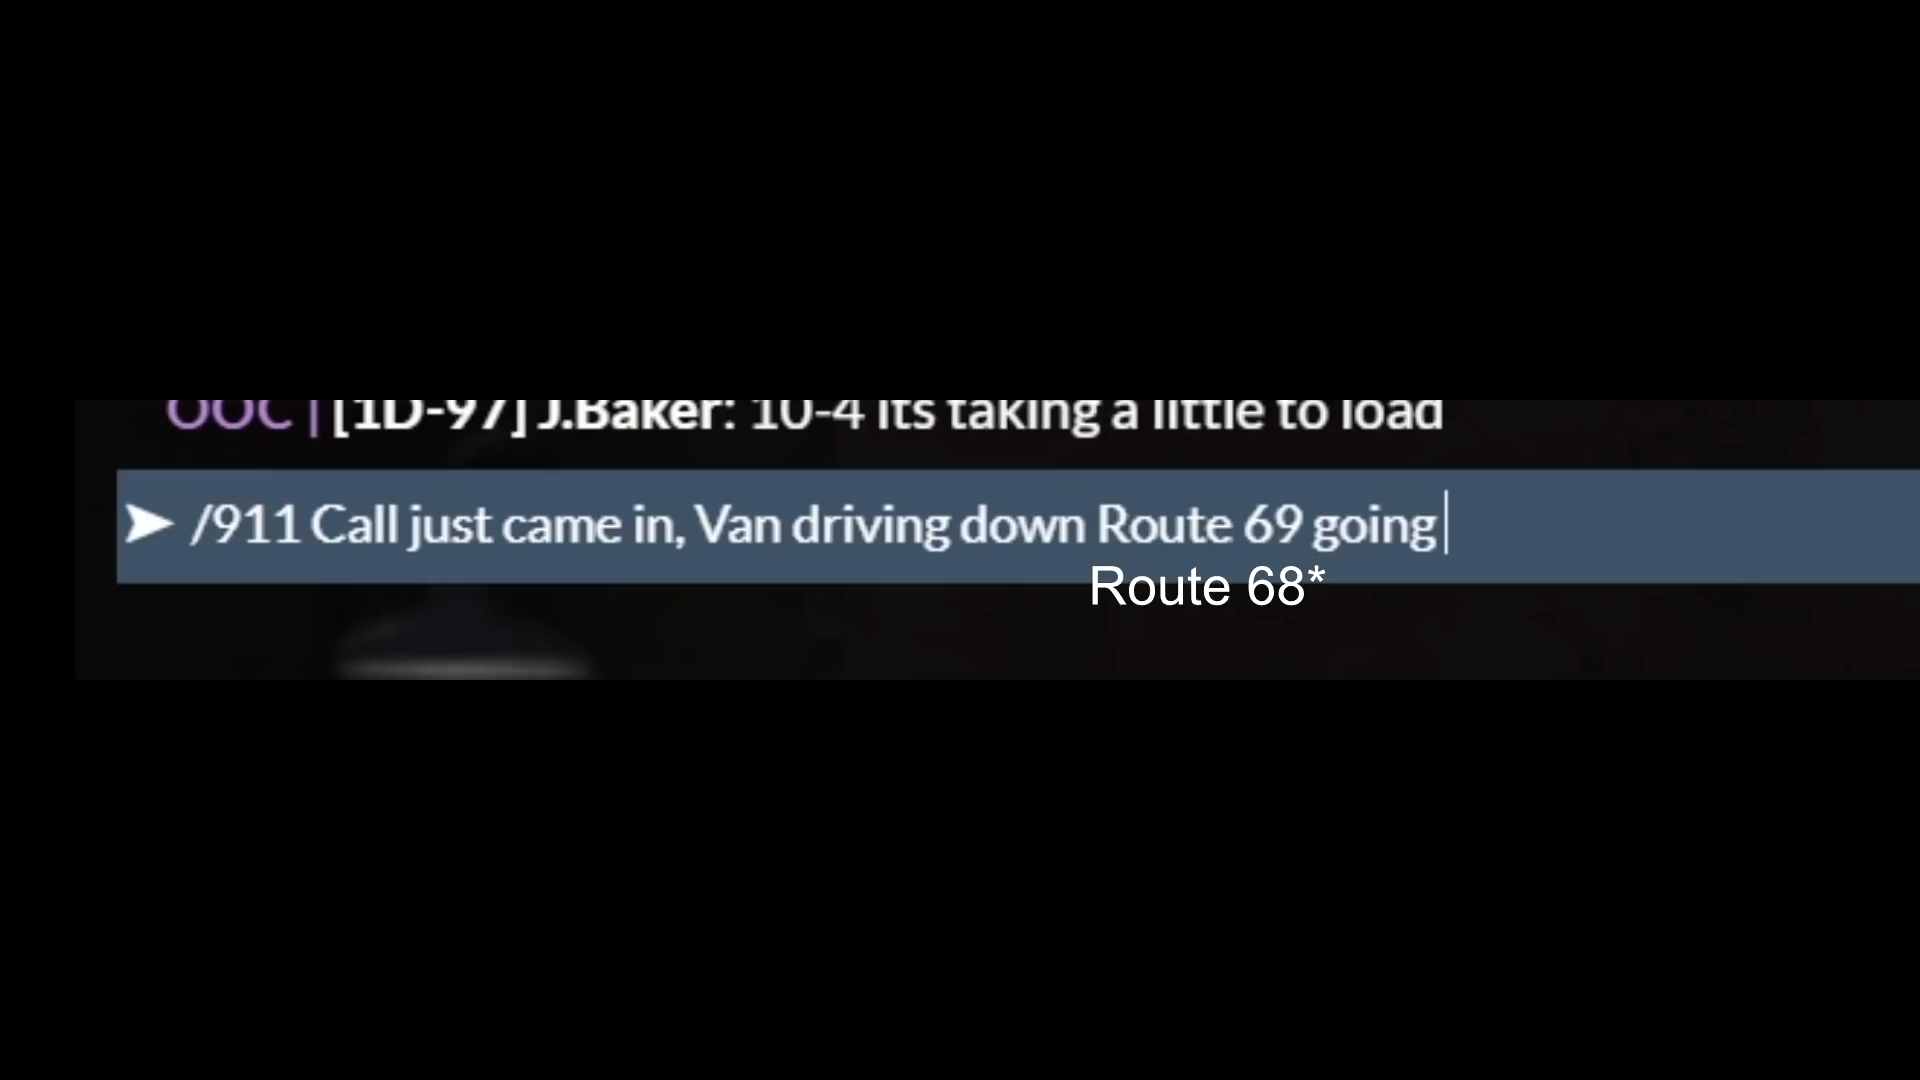 OOC | [1D-97] J.Baker: 10-4 its taking a little to load
➤ /911 Call just came in, Van driving down Route 69 going
Route 68*